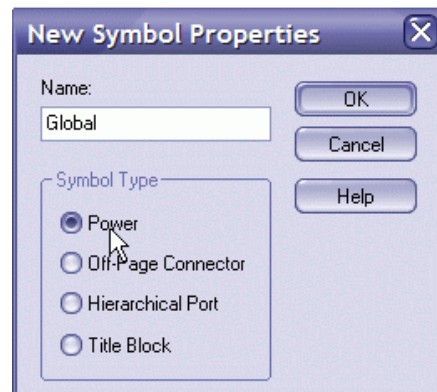 New Symbol Properties
Name:
Global
OK
Cancel
Help
Symbol Type
Power
Off-Page Connector
Hierarchical Port
Title Block